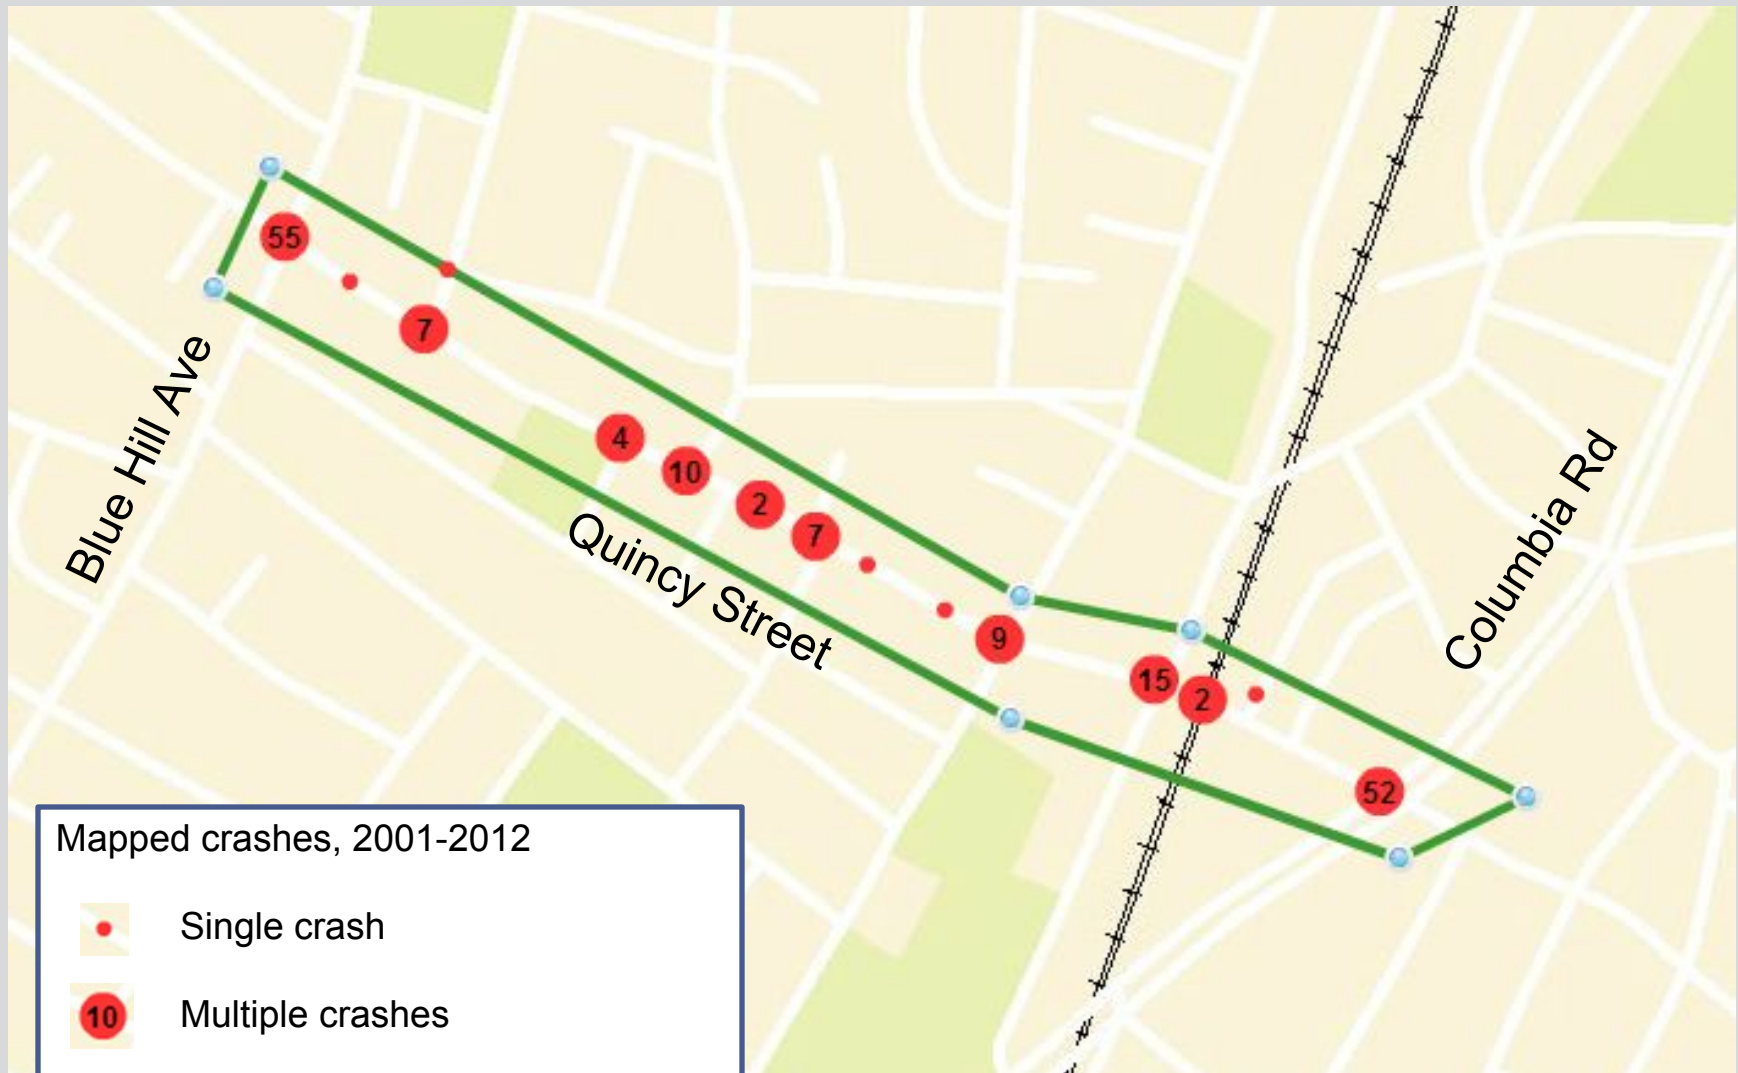 55
7
4
10
2
7
9
15
2
52
Blue Hill Ave
Quincy Street
Columbia Rd
Mapped crashes, 2001-2012
Single crash
10 Multiple crashes